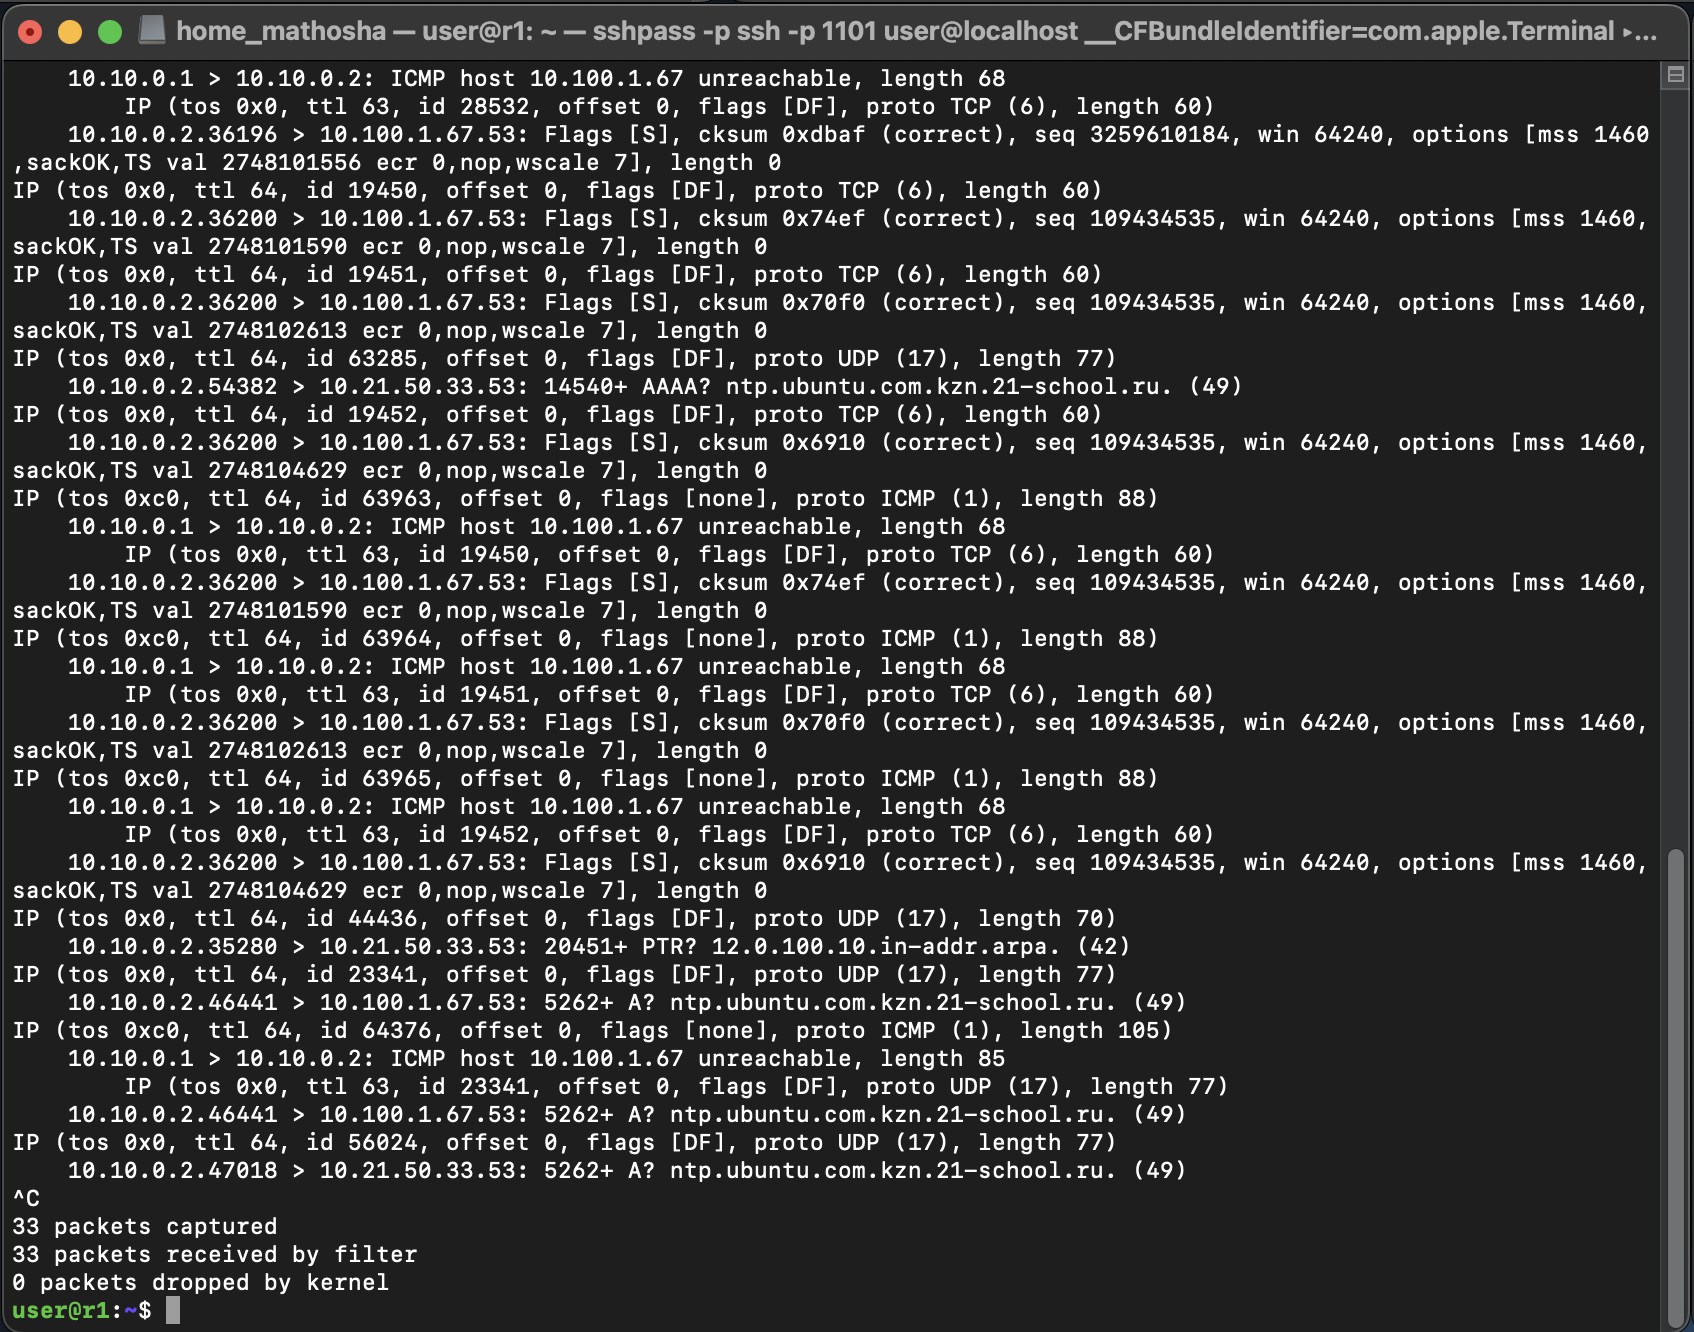 home_mathosha — user@r1: ~ — sshpass -p ssh -p 1101 user@localhost __CFBundleIdentifier=com.apple.Terminal ▸...
    10.10.0.1 > 10.10.0.2: ICMP host 10.100.1.67 unreachable, length 68
        IP (tos 0x0, ttl 63, id 28532, offset 0, flags [DF], proto TCP (6), length 60)
    10.10.0.2.36196 > 10.100.1.67.53: Flags [S], cksum 0xdbaf (correct), seq 3259610184, win 64240, options [mss 1460
,sackOK,TS val 2748101556 ecr 0,nop,wscale 7], length 0
IP (tos 0x0, ttl 64, id 19450, offset 0, flags [DF], proto TCP (6), length 60)
    10.10.0.2.36200 > 10.100.1.67.53: Flags [S], cksum 0x74ef (correct), seq 109434535, win 64240, options [mss 1460,
sackOK,TS val 2748101590 ecr 0,nop,wscale 7], length 0
IP (tos 0x0, ttl 64, id 19451, offset 0, flags [DF], proto TCP (6), length 60)
    10.10.0.2.36200 > 10.100.1.67.53: Flags [S], cksum 0x70f0 (correct), seq 109434535, win 64240, options [mss 1460,
sackOK,TS val 2748102613 ecr 0,nop,wscale 7], length 0
IP (tos 0x0, ttl 64, id 63285, offset 0, flags [DF], proto UDP (17), length 77)
    10.10.0.2.54382 > 10.21.50.33.53: 14540+ AAAA? ntp.ubuntu.com.kzn.21-school.ru. (49)
IP (tos 0x0, ttl 64, id 19452, offset 0, flags [DF], proto TCP (6), length 60)
    10.10.0.2.36200 > 10.100.1.67.53: Flags [S], cksum 0x6910 (correct), seq 109434535, win 64240, options [mss 1460,
sackOK,TS val 2748104629 ecr 0,nop,wscale 7], length 0
IP (tos 0xc0, ttl 64, id 63963, offset 0, flags [none], proto ICMP (1), length 88)
    10.10.0.1 > 10.10.0.2: ICMP host 10.100.1.67 unreachable, length 68
        IP (tos 0x0, ttl 63, id 19450, offset 0, flags [DF], proto TCP (6), length 60)
    10.10.0.2.36200 > 10.100.1.67.53: Flags [S], cksum 0x74ef (correct), seq 109434535, win 64240, options [mss 1460,
sackOK,TS val 2748101590 ecr 0,nop,wscale 7], length 0
IP (tos 0xc0, ttl 64, id 63964, offset 0, flags [none], proto ICMP (1), length 88)
    10.10.0.1 > 10.10.0.2: ICMP host 10.100.1.67 unreachable, length 68
        IP (tos 0x0, ttl 63, id 19451, offset 0, flags [DF], proto TCP (6), length 60)
    10.10.0.2.36200 > 10.100.1.67.53: Flags [S], cksum 0x70f0 (correct), seq 109434535, win 64240, options [mss 1460,
sackOK,TS val 2748102613 ecr 0,nop,wscale 7], length 0
IP (tos 0xc0, ttl 64, id 63965, offset 0, flags [none], proto ICMP (1), length 88)
    10.10.0.1 > 10.10.0.2: ICMP host 10.100.1.67 unreachable, length 68
        IP (tos 0x0, ttl 63, id 19452, offset 0, flags [DF], proto TCP (6), length 60)
    10.10.0.2.36200 > 10.100.1.67.53: Flags [S], cksum 0x6910 (correct), seq 109434535, win 64240, options [mss 1460,
sackOK,TS val 2748104629 ecr 0,nop,wscale 7], length 0
IP (tos 0x0, ttl 64, id 44436, offset 0, flags [DF], proto UDP (17), length 70)
    10.10.0.2.35280 > 10.21.50.33.53: 20451+ PTR? 12.0.100.10.in-addr.arpa. (42)
IP (tos 0x0, ttl 64, id 23341, offset 0, flags [DF], proto UDP (17), length 77)
    10.10.0.2.46441 > 10.100.1.67.53: 5262+ A? ntp.ubuntu.com.kzn.21-school.ru. (49)
IP (tos 0xc0, ttl 64, id 64376, offset 0, flags [none], proto ICMP (1), length 105)
    10.10.0.1 > 10.10.0.2: ICMP host 10.100.1.67 unreachable, length 85
        IP (tos 0x0, ttl 63, id 23341, offset 0, flags [DF], proto UDP (17), length 77)
    10.10.0.2.46441 > 10.100.1.67.53: 5262+ A? ntp.ubuntu.com.kzn.21-school.ru. (49)
IP (tos 0x0, ttl 64, id 56024, offset 0, flags [DF], proto UDP (17), length 77)
    10.10.0.2.47018 > 10.21.50.33.53: 5262+ A? ntp.ubuntu.com.kzn.21-school.ru. (49)
^C
33 packets captured
33 packets received by filter
0 packets dropped by kernel
user@r1:~$